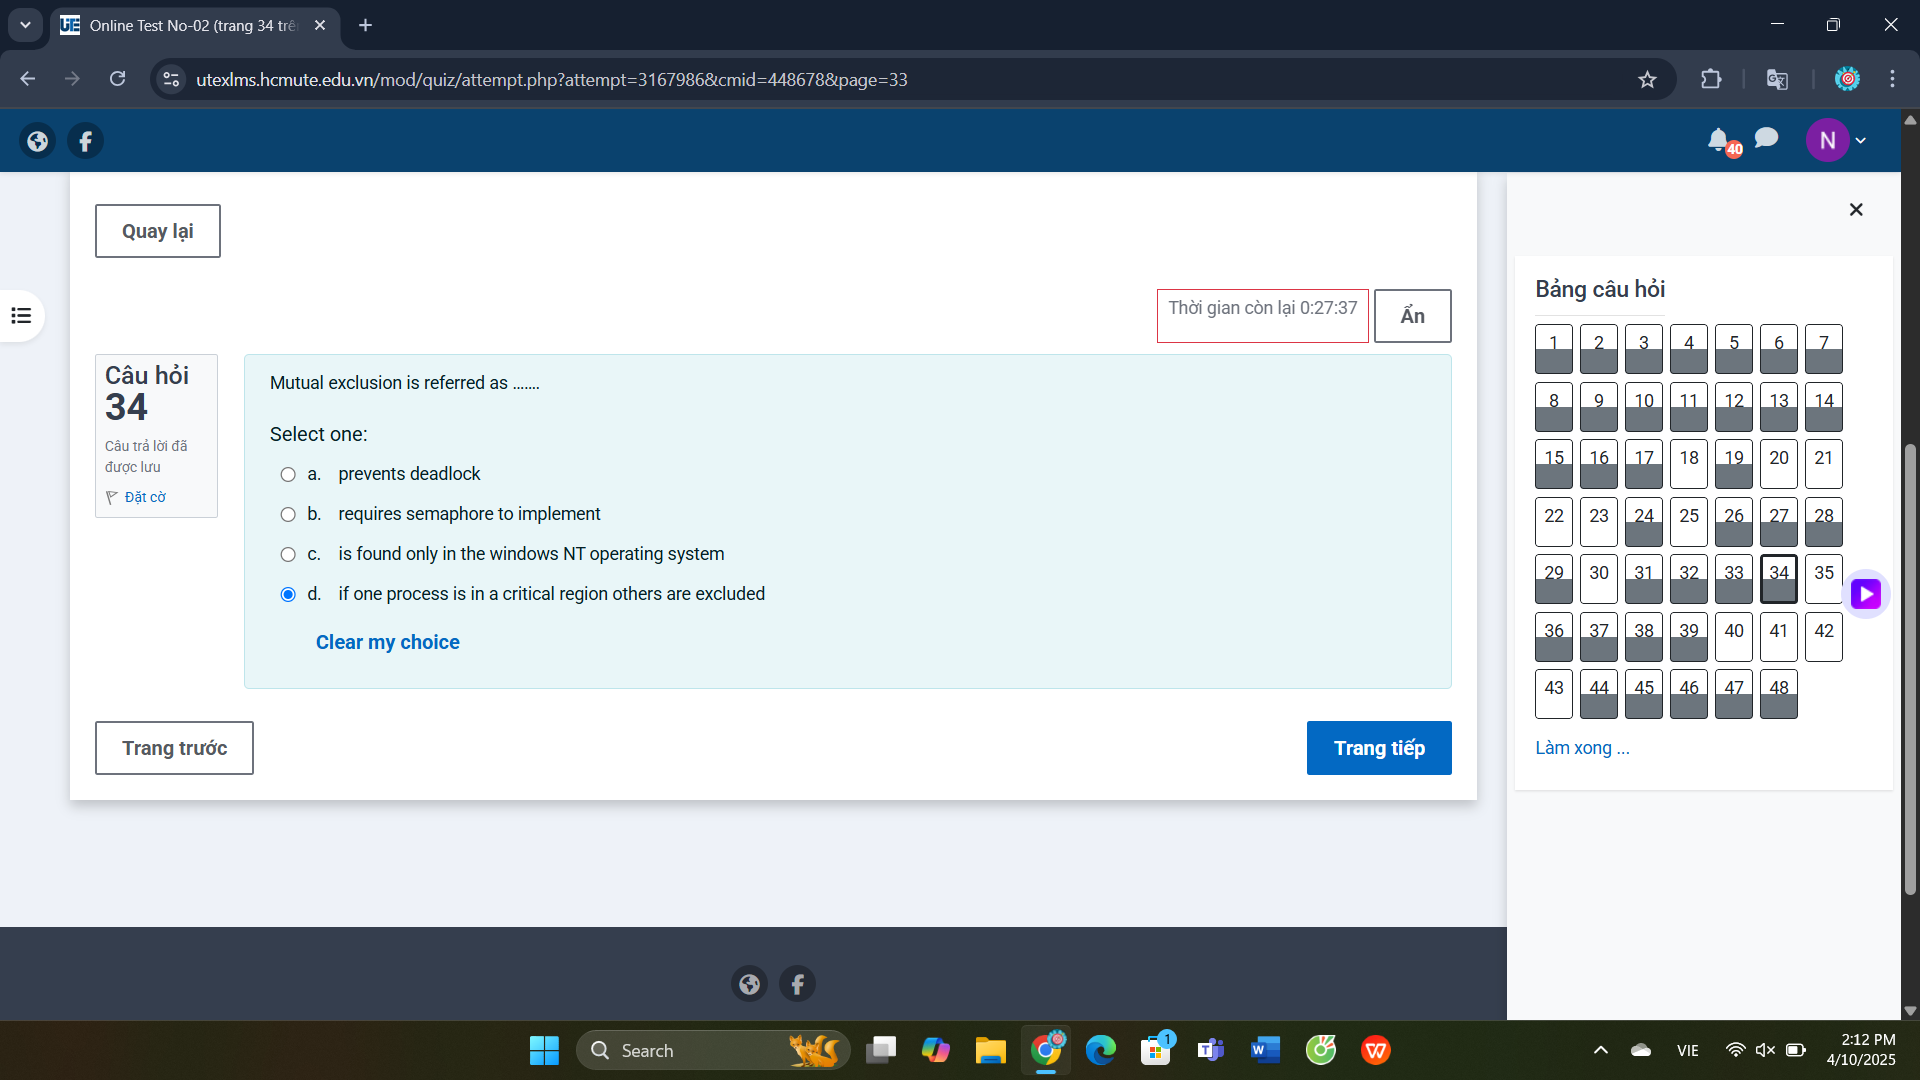 Online Test No-02 (trang 34 trê
utexlms.hcmute.edu.vn/mod/quiz/attempt.php?attempt=3167986&cmid=448678&page=33
40
N
Quay lại
Thời gian còn lại 0:27:37
Ẩn
Câu hỏi
34
Câu trả lời đã
được lưu
Đặt cờ
Mutual exclusion is referred as .......
Select one:
a. prevents deadlock
b. requires semaphore to implement
c. is found only in the windows NT operating system
d. if one process is in a critical region others are excluded
Clear my choice
Trang trước
Trang tiếp
Bảng câu hỏi
1 2 3 4 5 6 7
8 9 10 11 12 13 14
15 16 17 18 19 20 21
22 23 24 25 26 27 28
29 30 31 32 33 34 35
36 37 38 39 40 41 42
43 44 45 46 47 48
Làm xong ...
Search
1
VIE
2:12 PM
4/10/2025